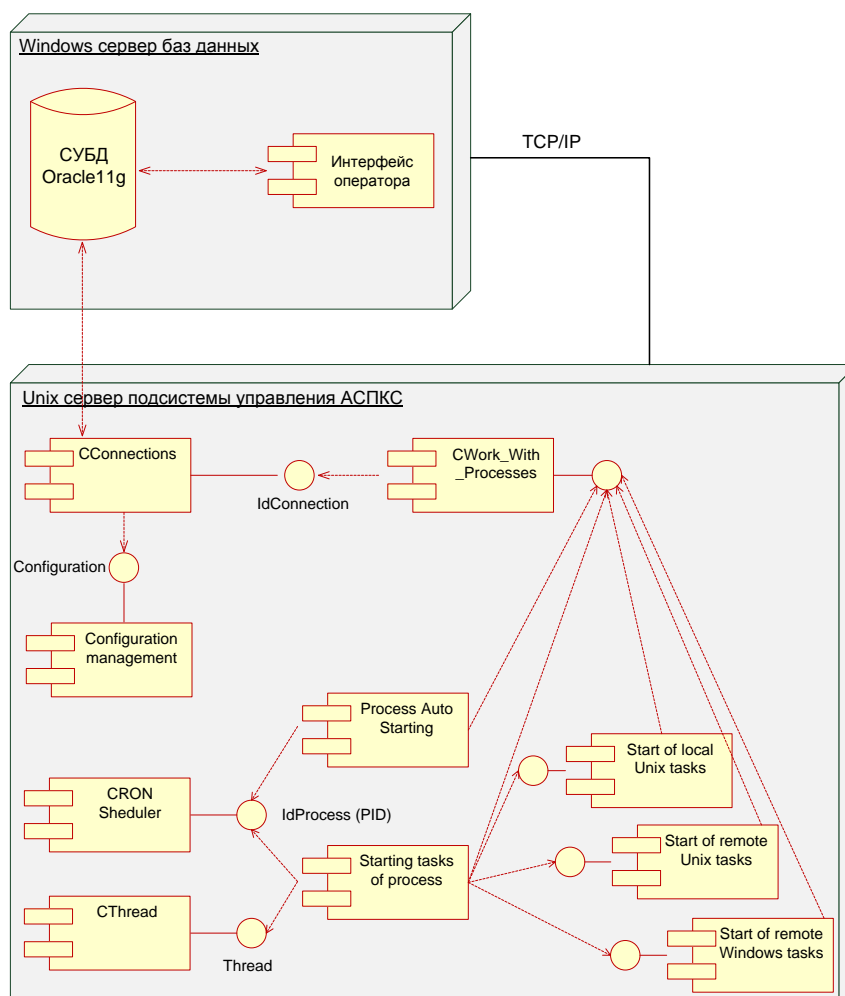 Windows сервер баз данных
СУБД
Oracle11g
Интерфейс
оператора
TCP/IP
Unix сервер подсистемы управления АСПКС
CConnections
IdConnection
CWork_With
_Processes
Configuration
Configuration
management
Process Auto
Starting
Start of local
Unix tasks
CRON
Sheduler
IdProcess (PID)
Starting tasks
of process
Start of remote
Unix tasks
CThread
Thread
Start of remote
Windows tasks